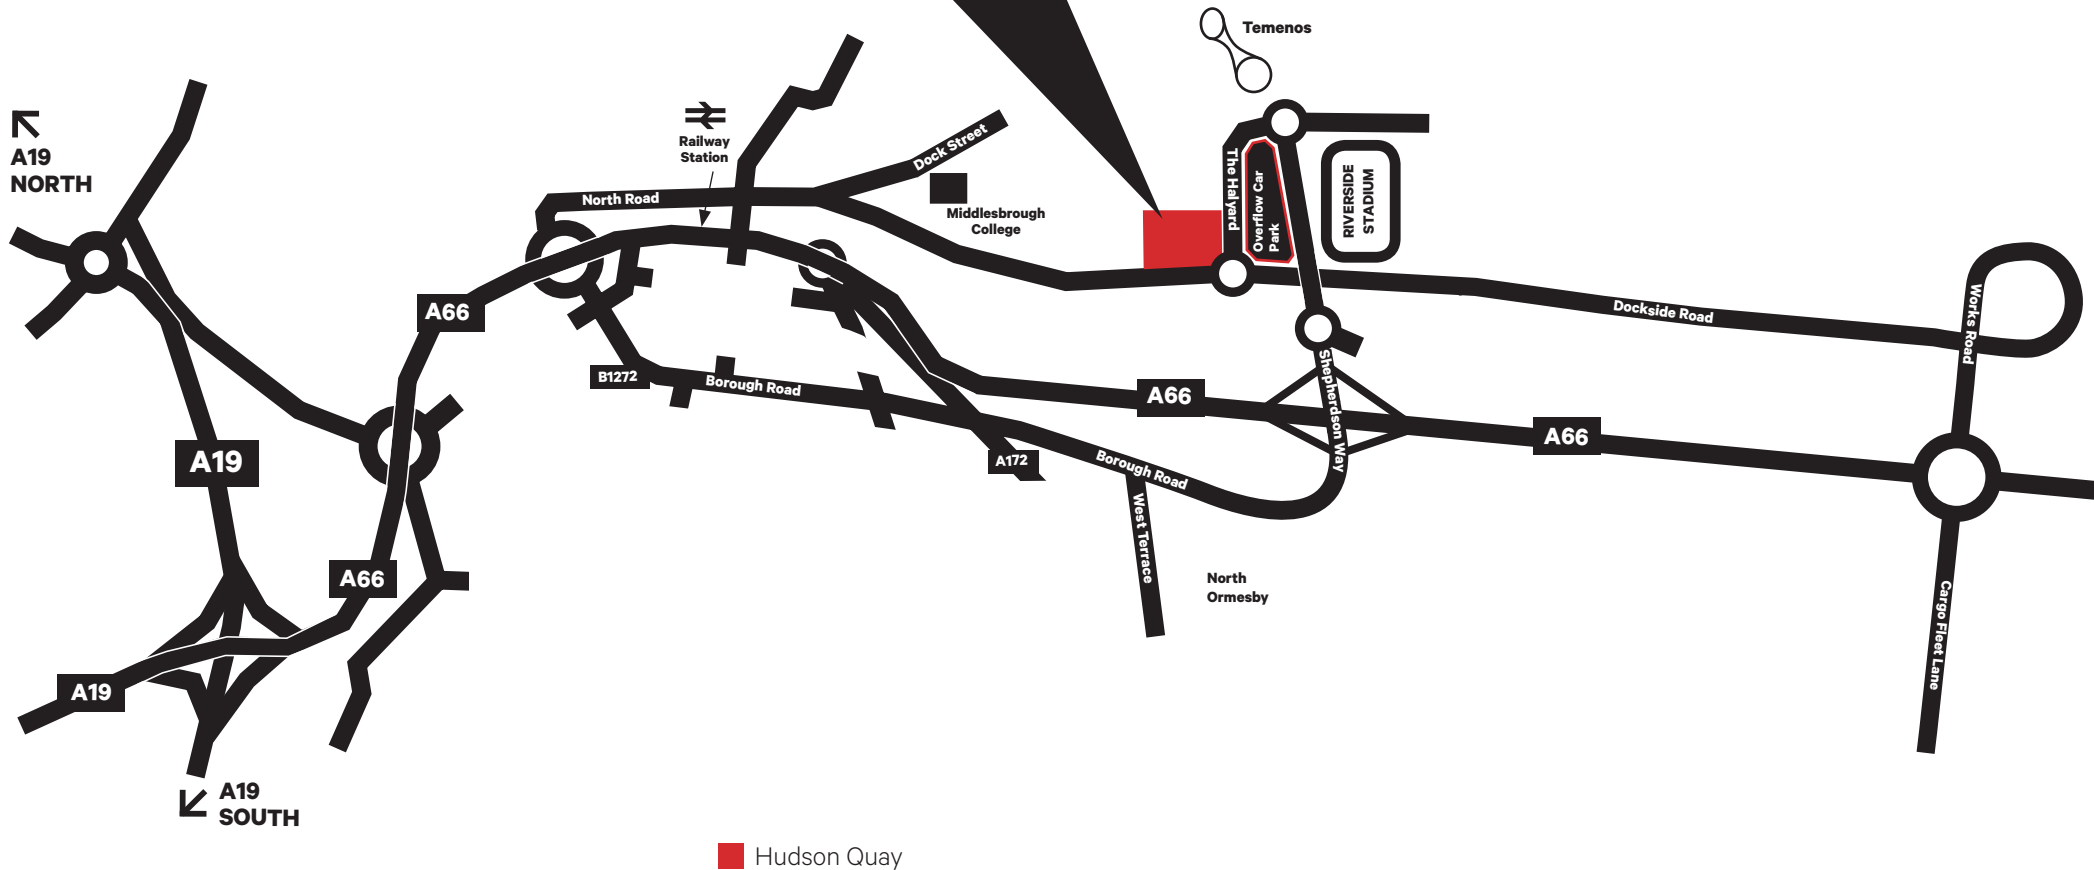 Temenos
A19
NORTH
Railway
Station
Dock Street
North Road
Middlesbrough
College
The Halyard
Overflow Car
Park
RIVERSIDE
STADIUM
A66
Dockside Road
Works Road
B1272
Borough Road
A66
Shepherdson Way
A66
A19
A172
Borough Road
West Terrace
A66
North
Ormesby
Cargo Fleet Lane
A19
A19
SOUTH
Hudson Quay